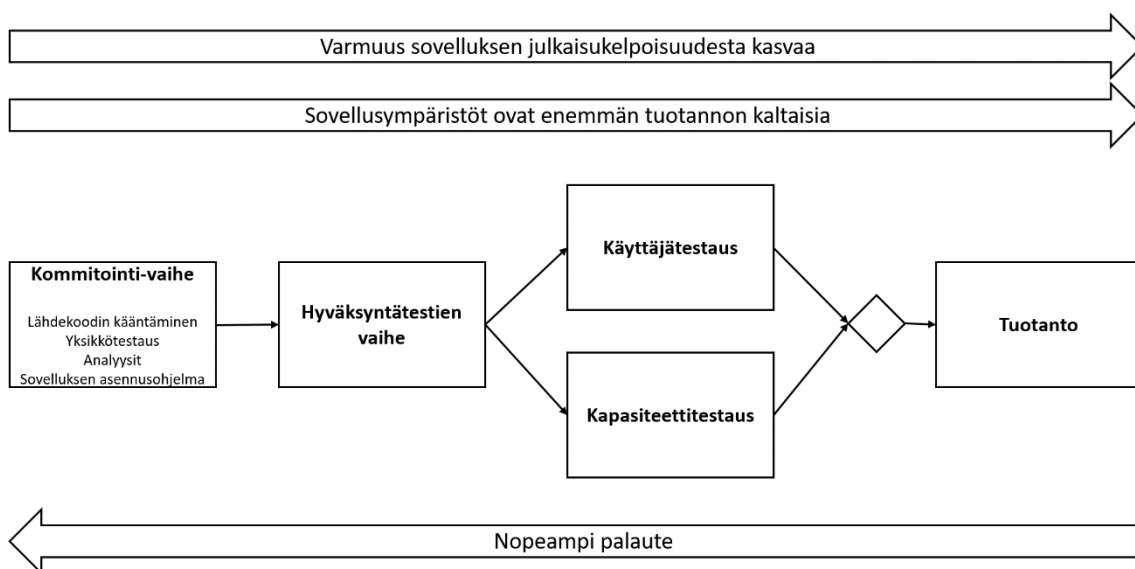 Varmuus sovelluksen julkaisukelpoisuudesta kasvaa
Sovellusympäristöt ovat enemmän tuotannon kaltaisia
Kommitointi-vaihe
Lähdekoodin kääntäminen
Yksikkötestaus
Analyysit
Sovelluksen asennusohjelma
Hyväksyntätestien
vaihe
Käyttäjätestaus
Kapasiteettitestaus
Tuotanto
Nopeampi palaute